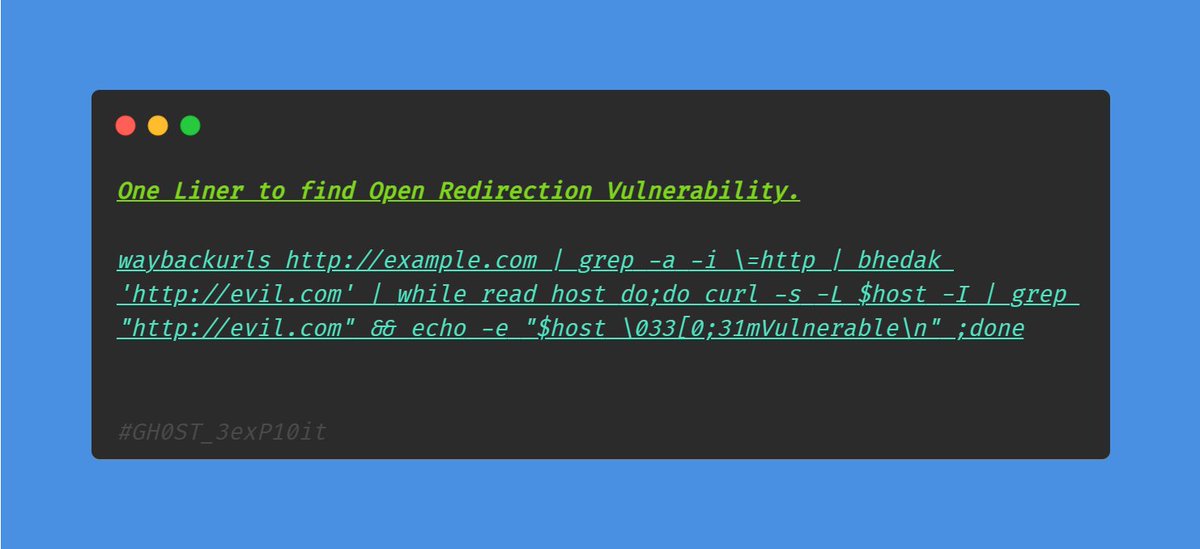 One Liner to find Open Redirection Vulnerability.
waybackurls http://example.com | grep -a -i \=http | bhedak
'http://evil.com' | while read host do;do curl -s -L $host -I | grep
"http://evil.com" && echo -e "$host \033[0;31mVulnerable\n" ;done
#GH0ST_3exP10it